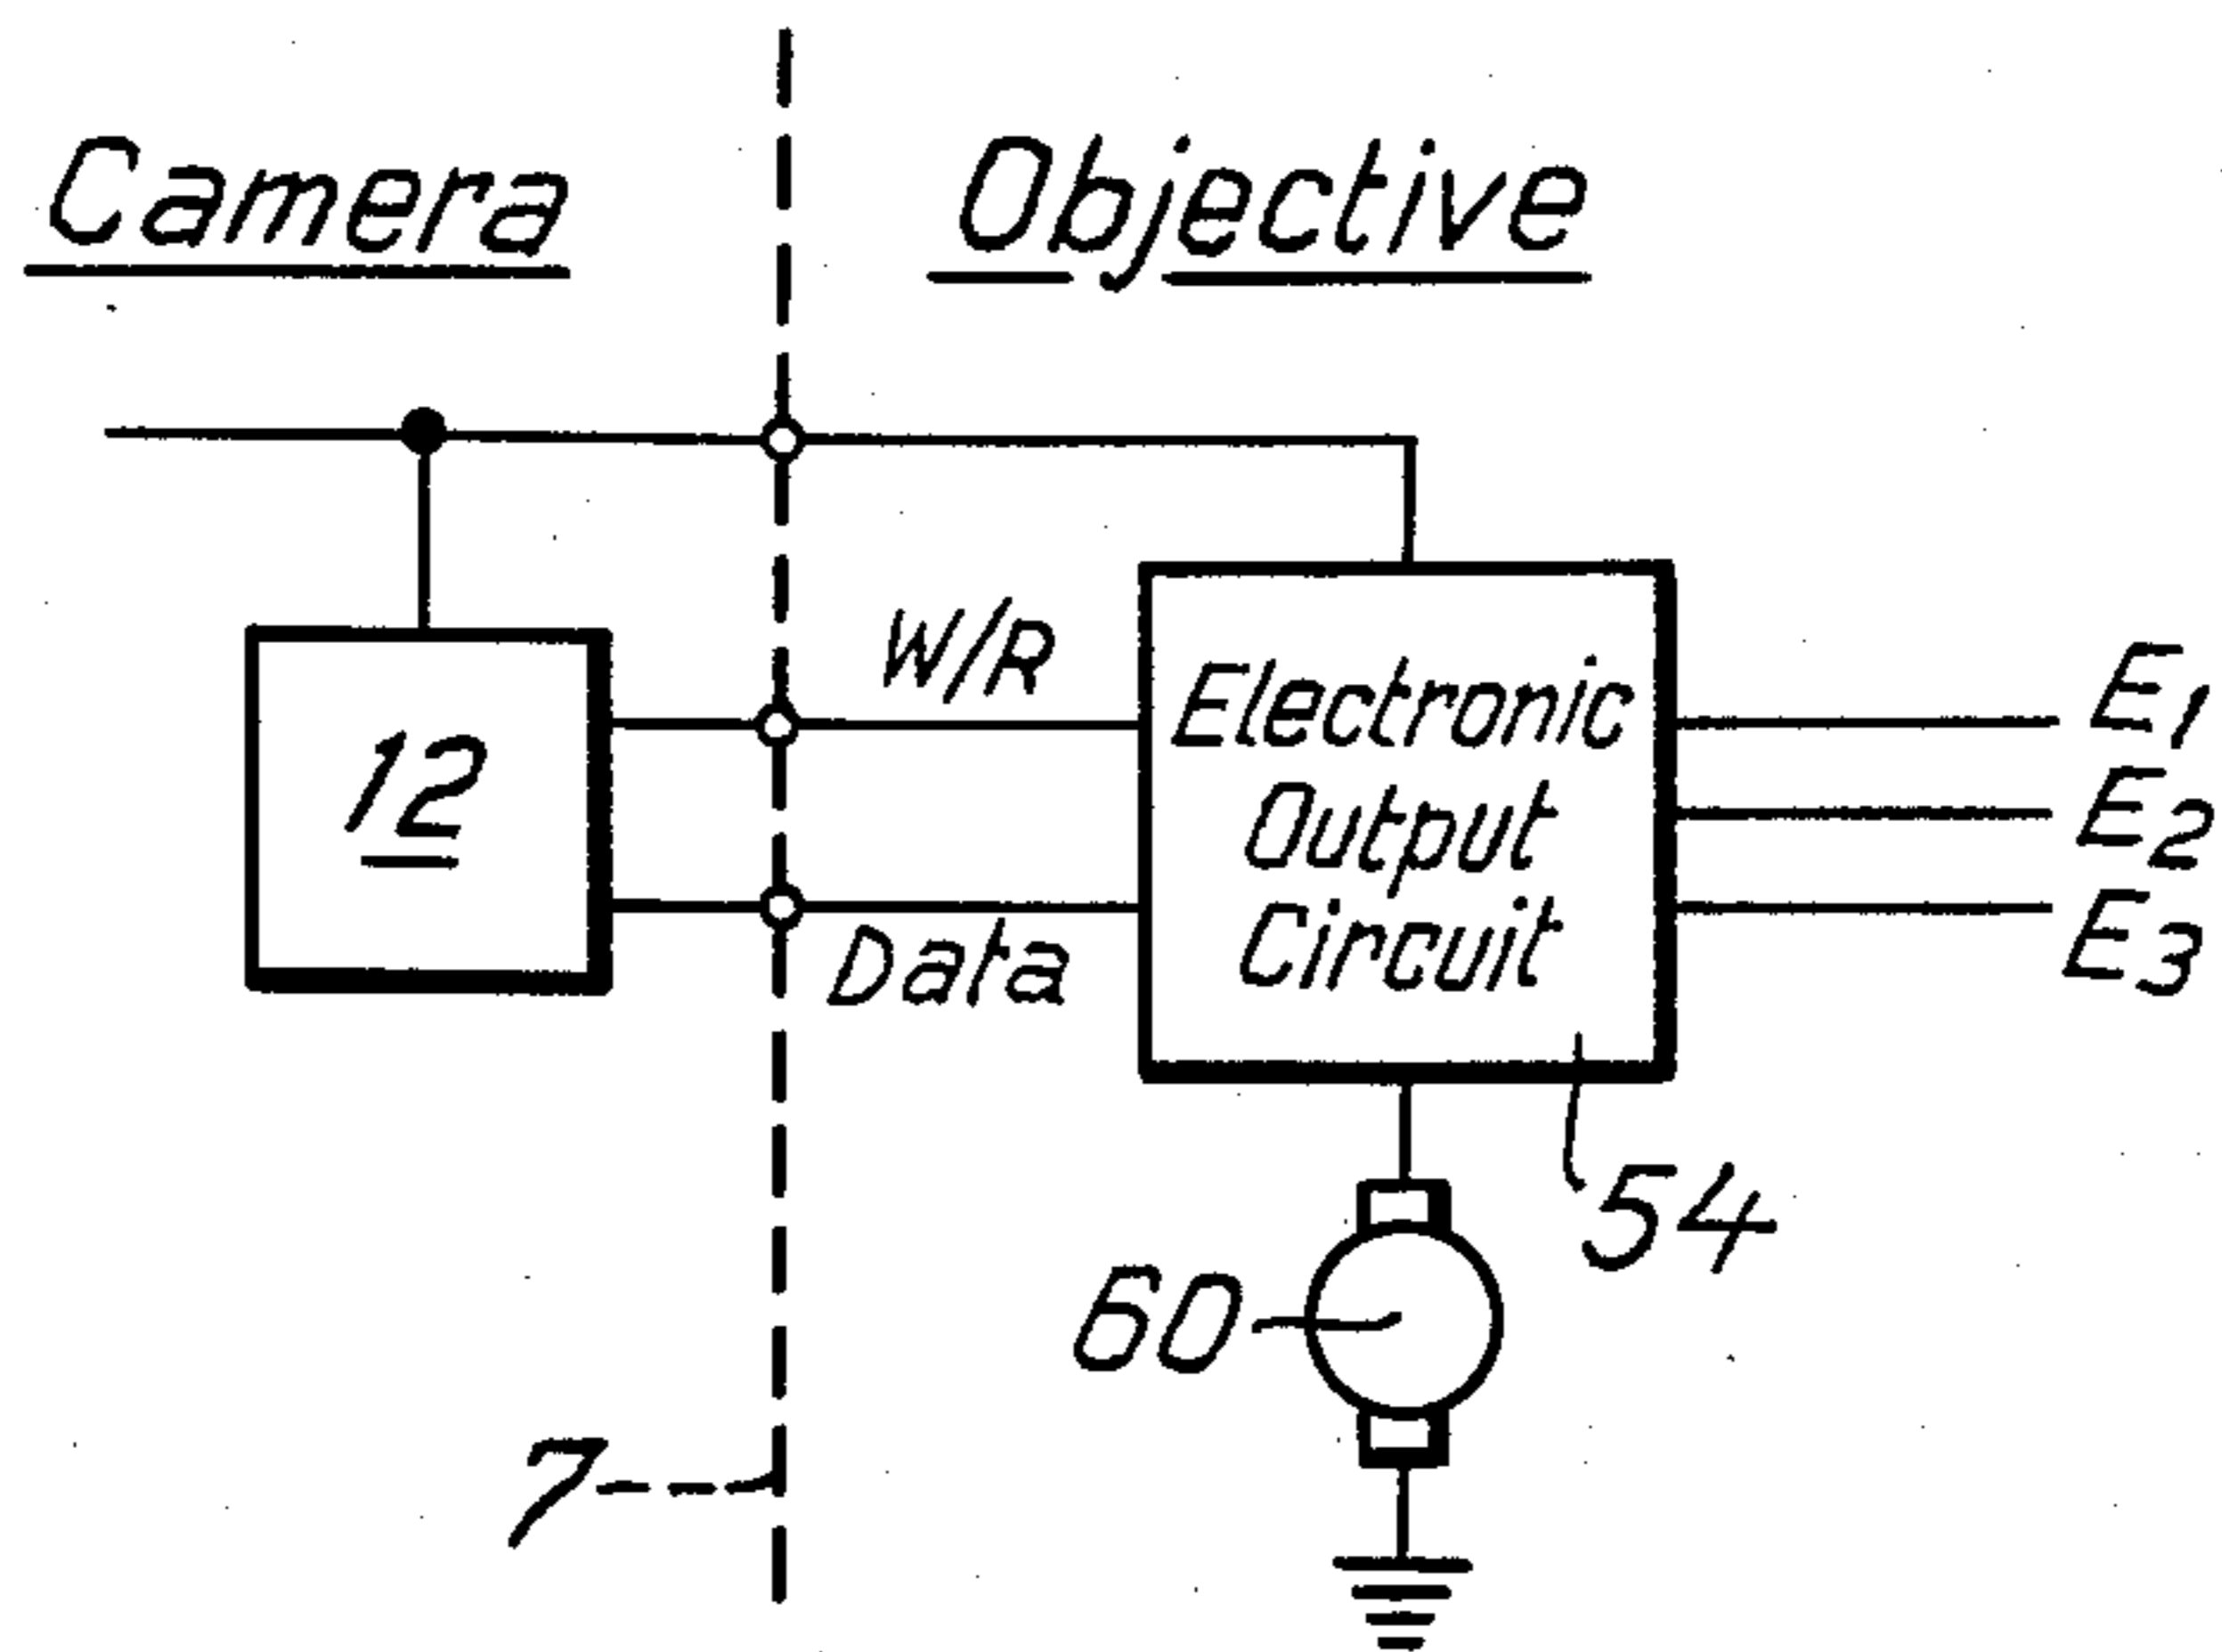 Camera
Objective
W/R
Electronic
Output
Circuit
E1
E2
E3
12
Data
54
60
7